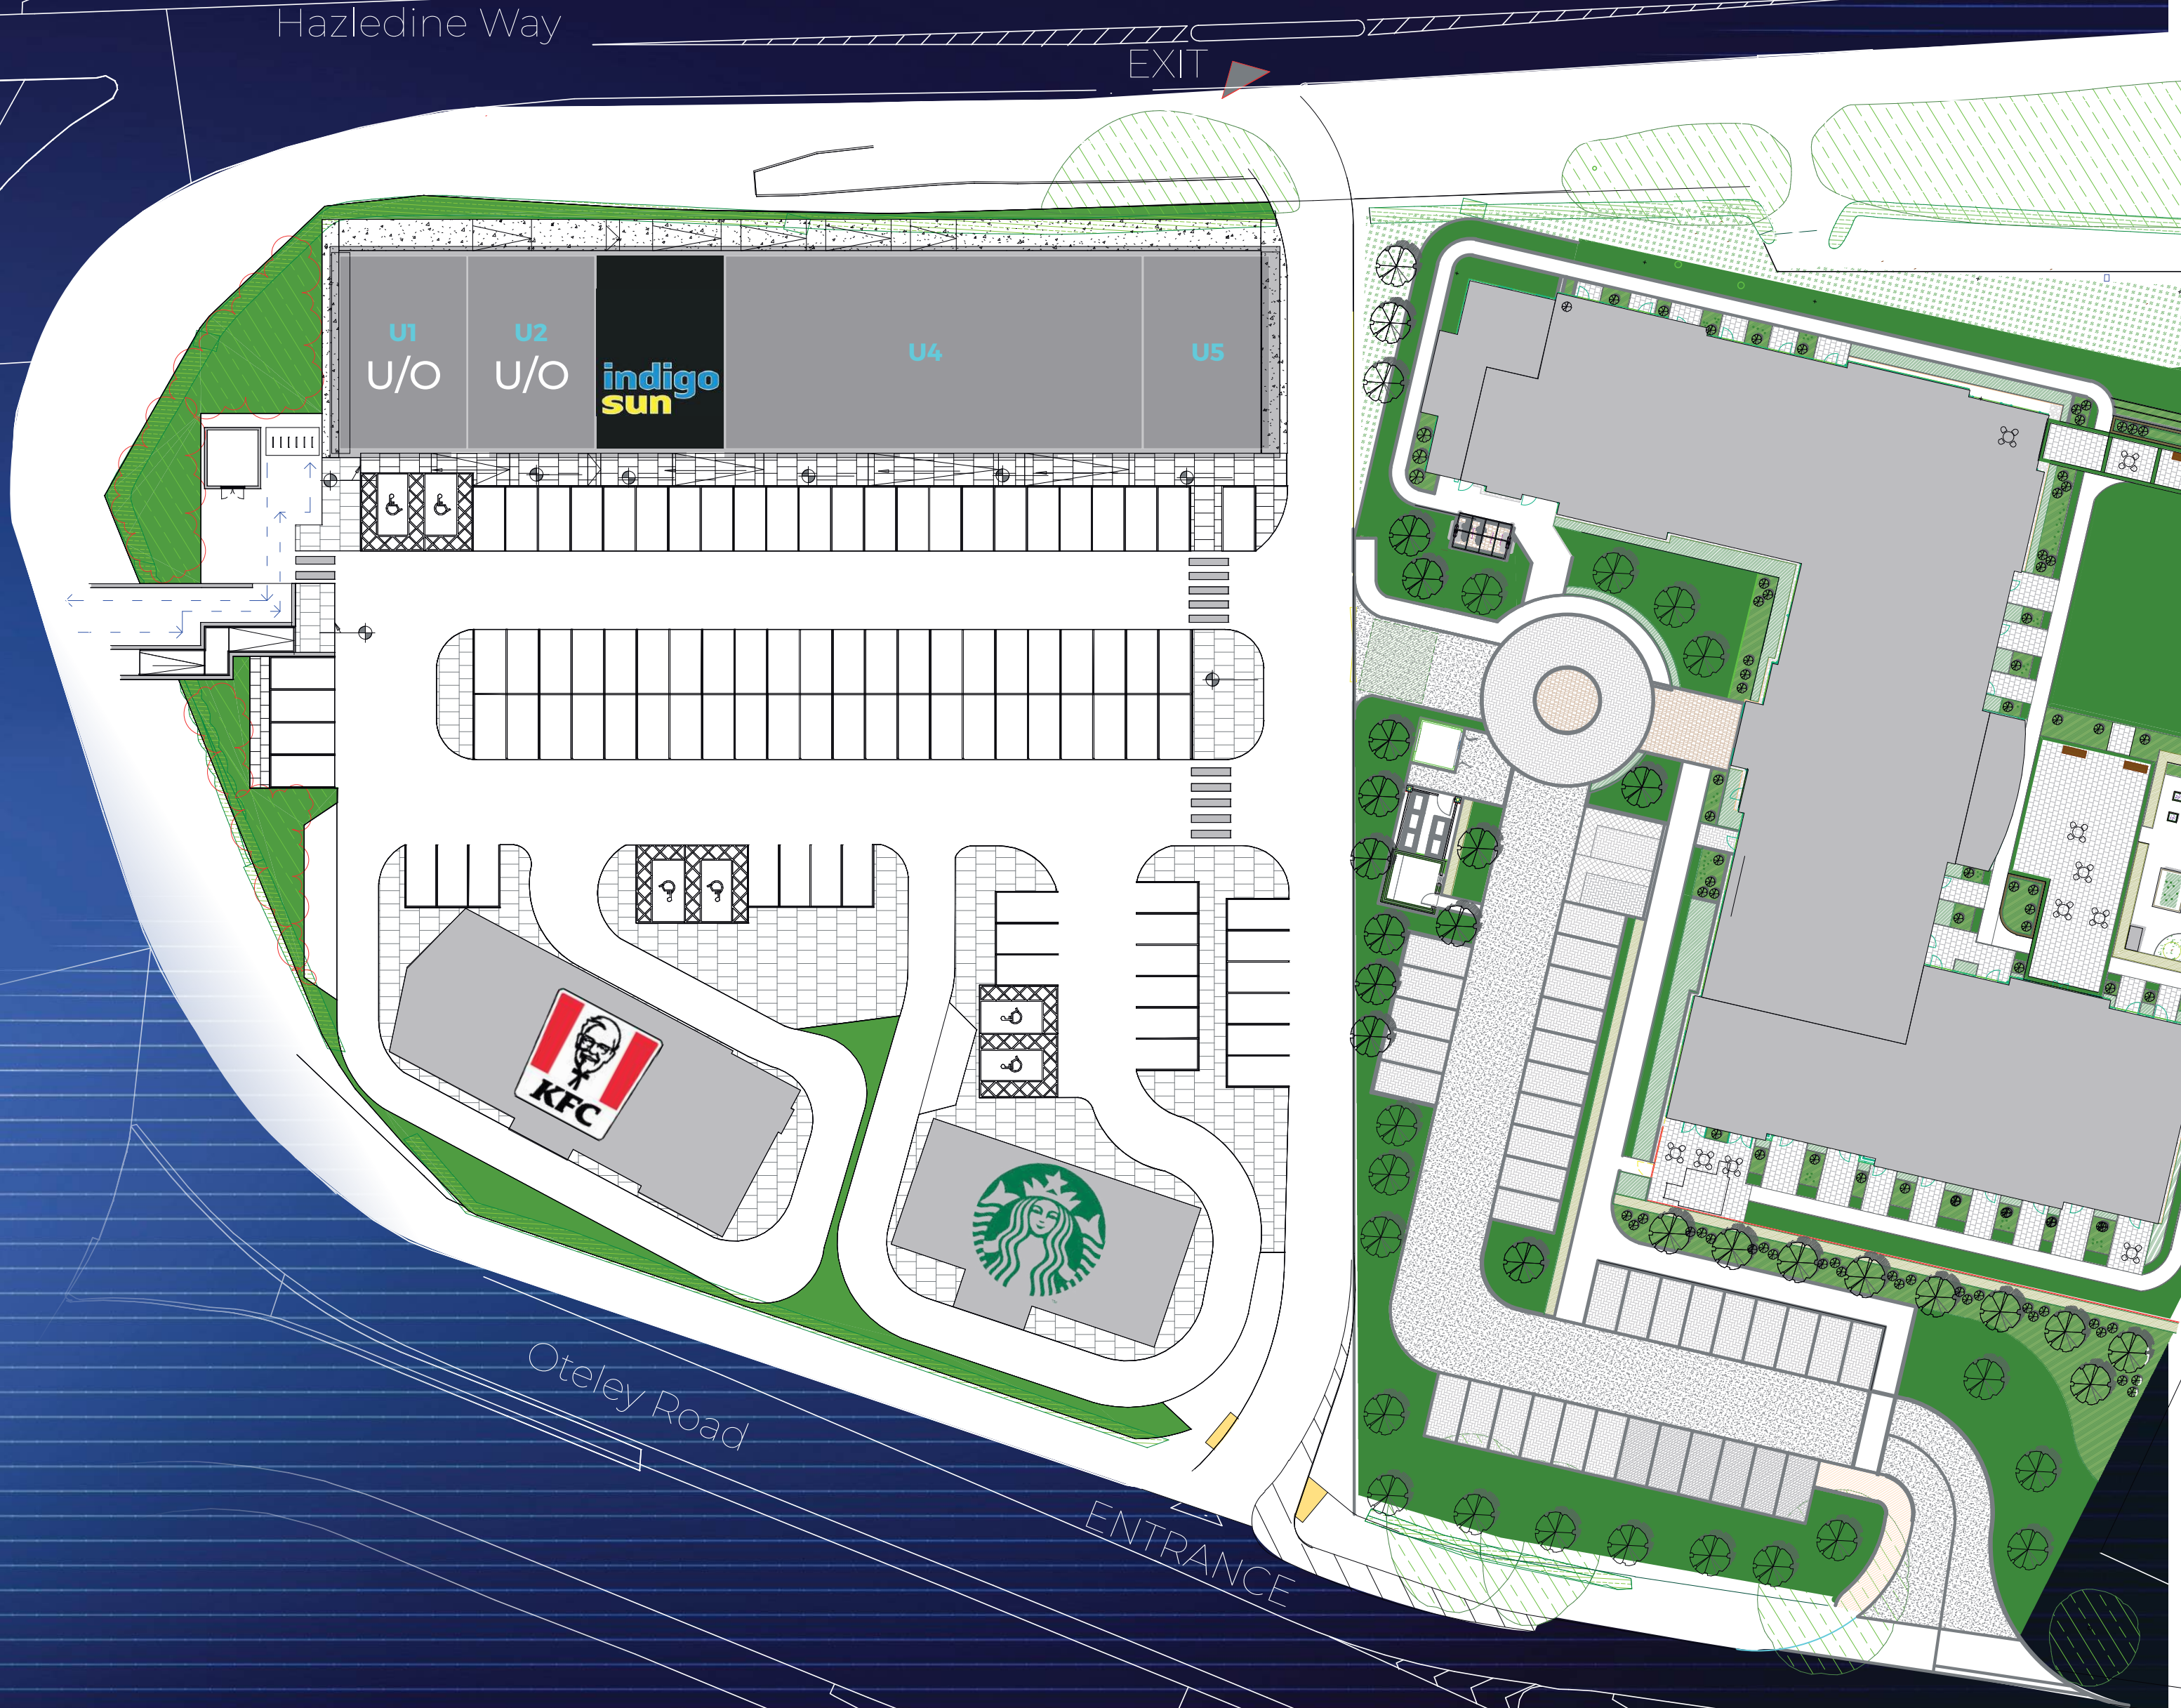 Hazledine Way
EXIT
U1
U/O
U2
U/O
indigo
sun
U4
U5
KFC
Oteley Road
ENTRANCE